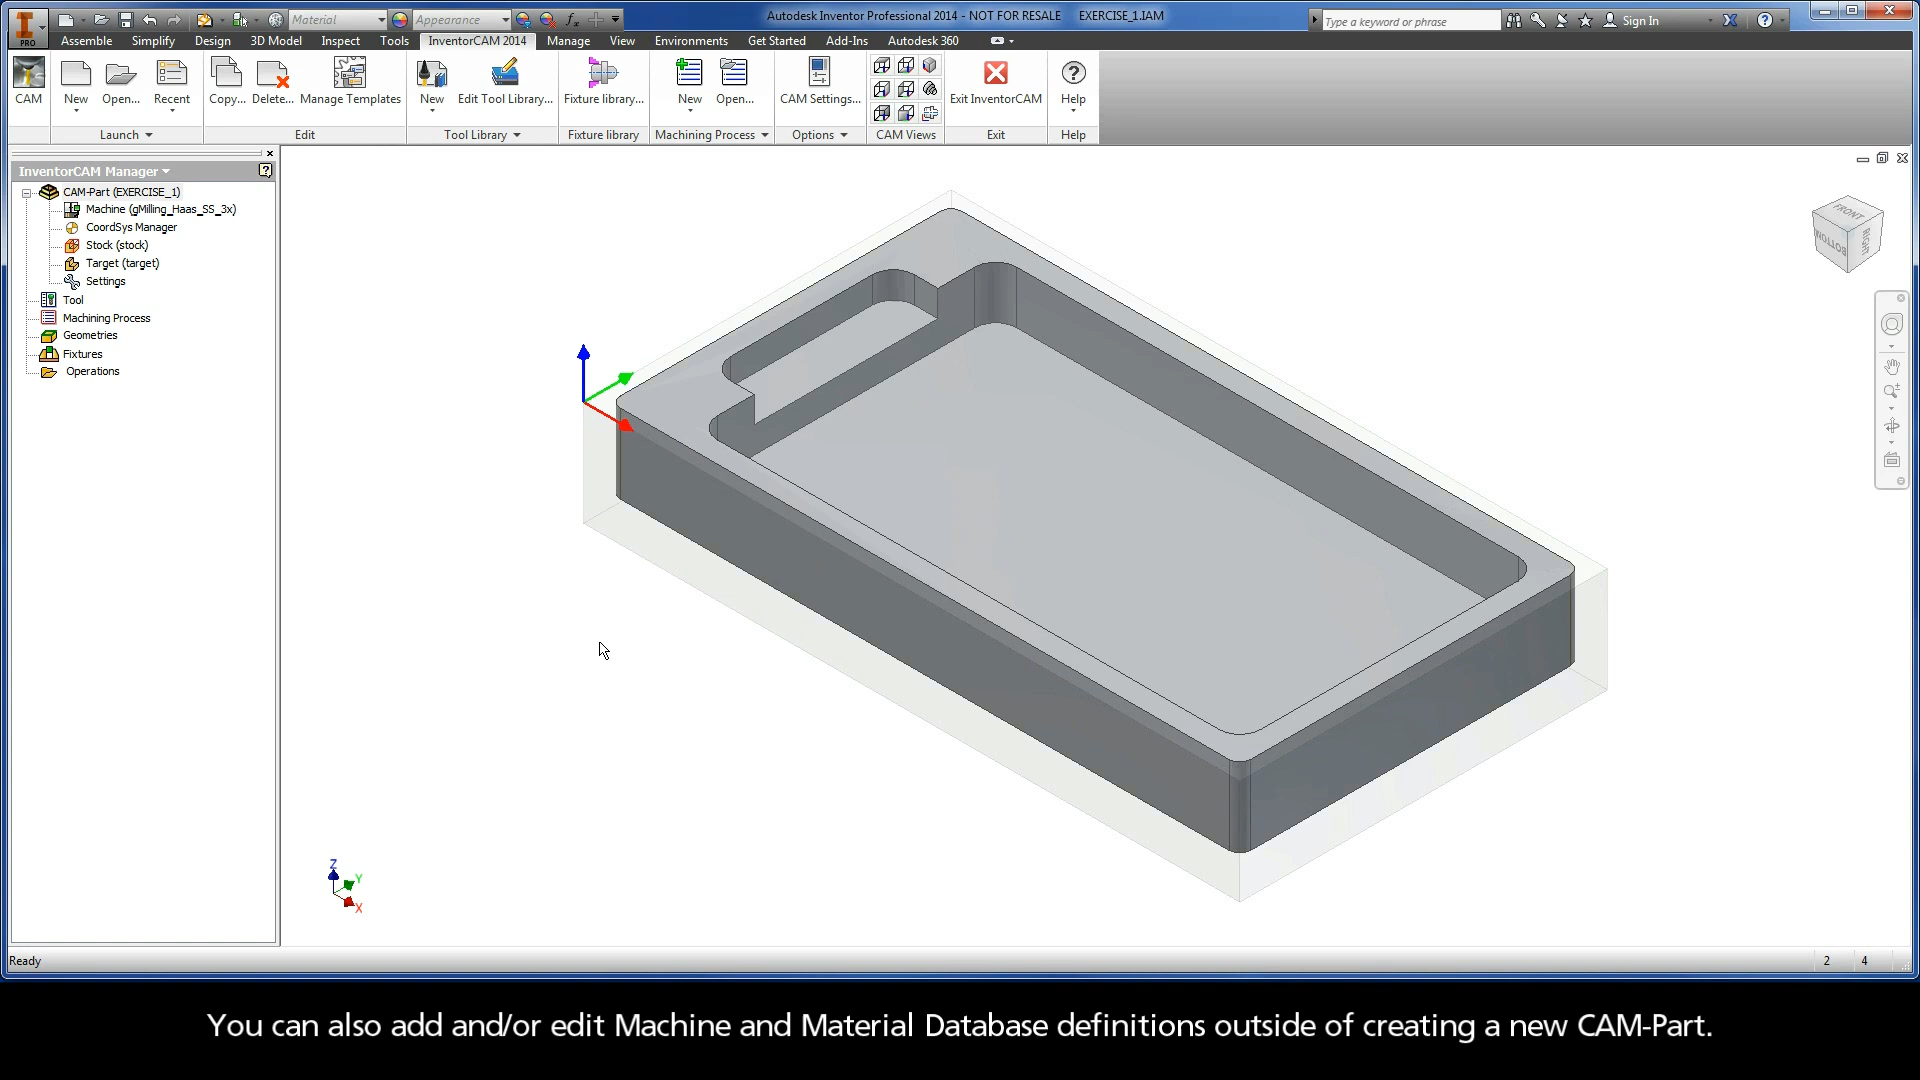 Material
Appearance
Autodesk Inventor Professional 2014 - NOT FOR RESALE EXERCISE_1.IAM
Type a keyword or phrase
Sign In
PRO
Assemble Simplify Design 3D Model Inspect Tools InventorCAM 2014 Manage View Environments Get Started Add-Ins Autodesk 360
CAM New Open... Recent Copy... Delete... Manage Templates New Edit Tool Library... Fixture library... New Open... CAM Settings... Exit InventorCAM Help
Launch Edit Tool Library Fixture library Machining Process Options CAM Views Exit Help
InventorCAM Manager
CAM-Part (EXERCISE_1)
Machine (gMilling_Haas_SS_3x)
CoordSys Manager
Stock (stock)
Target (target)
Settings
Tool
Machining Process
Geometries
Fixtures
Operations
FRONT
BOTTOM
RIGHT
Z
Y
X
Ready
2 4
You can also add and/or edit Machine and Material Database definitions outside of creating a new CAM-Part.